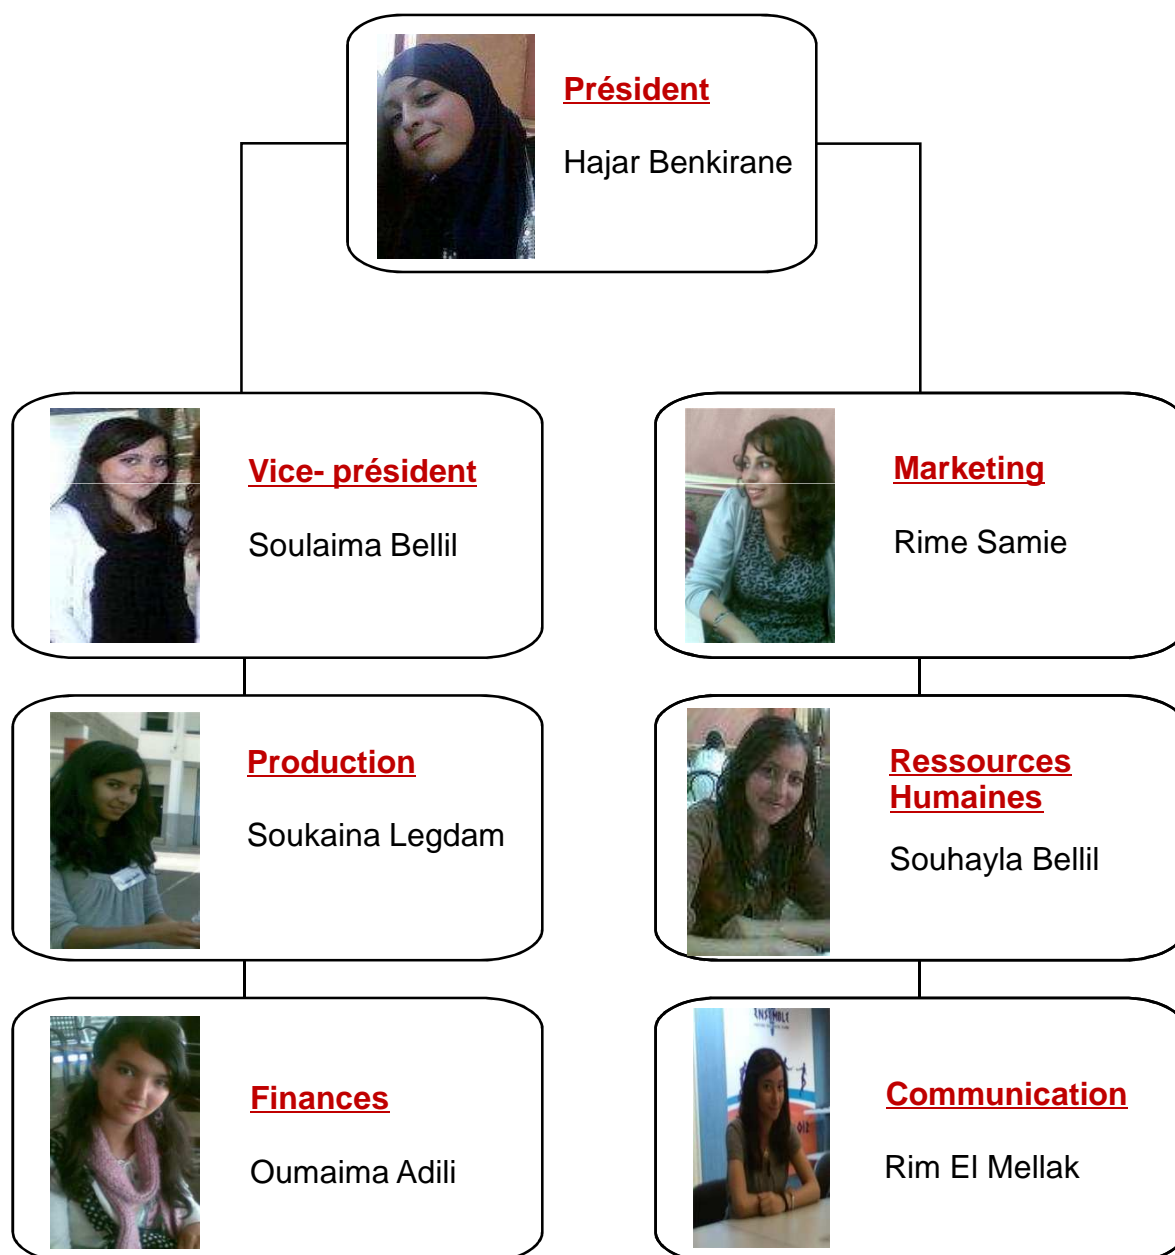 Président
Hajar Benkirane
Vice- président
Soulaima Bellil
Marketing
Rime Samie
Production
Soukaina Legdam
Ressources
Humaines
Souhayla Bellil
Finances
Oumaima Adili
Communication
Rim El Mellak